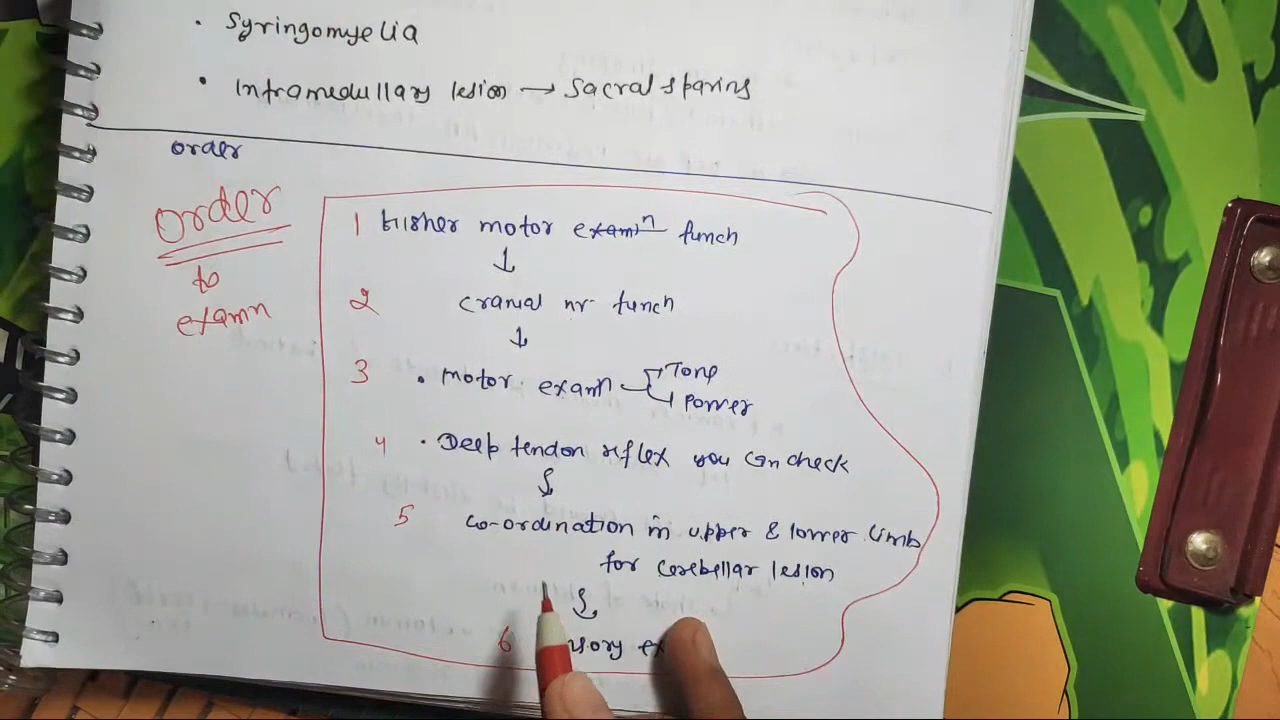 • Syringomyelia
• Intramedullary lesion → Sacral sparing
order
Order
to
examn
1 Higher motor examⁿ funcn
↓
2 cranial nr funcn
↓
3 • motor examn Tone
Power
4 • Deep tendon reflex you can check
↓
5 co-ordination in upper & lower limb
for cerebellar lesion
↓
6